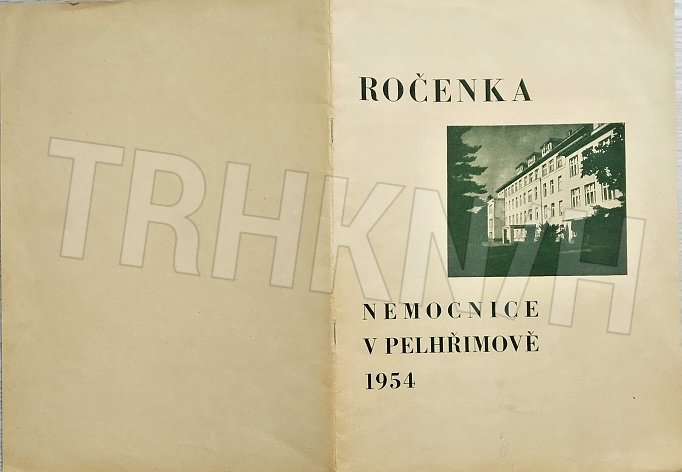 ROČENKA
NEMOCNICE
V PELHŘIMOVĚ
1954
TRHKNIH